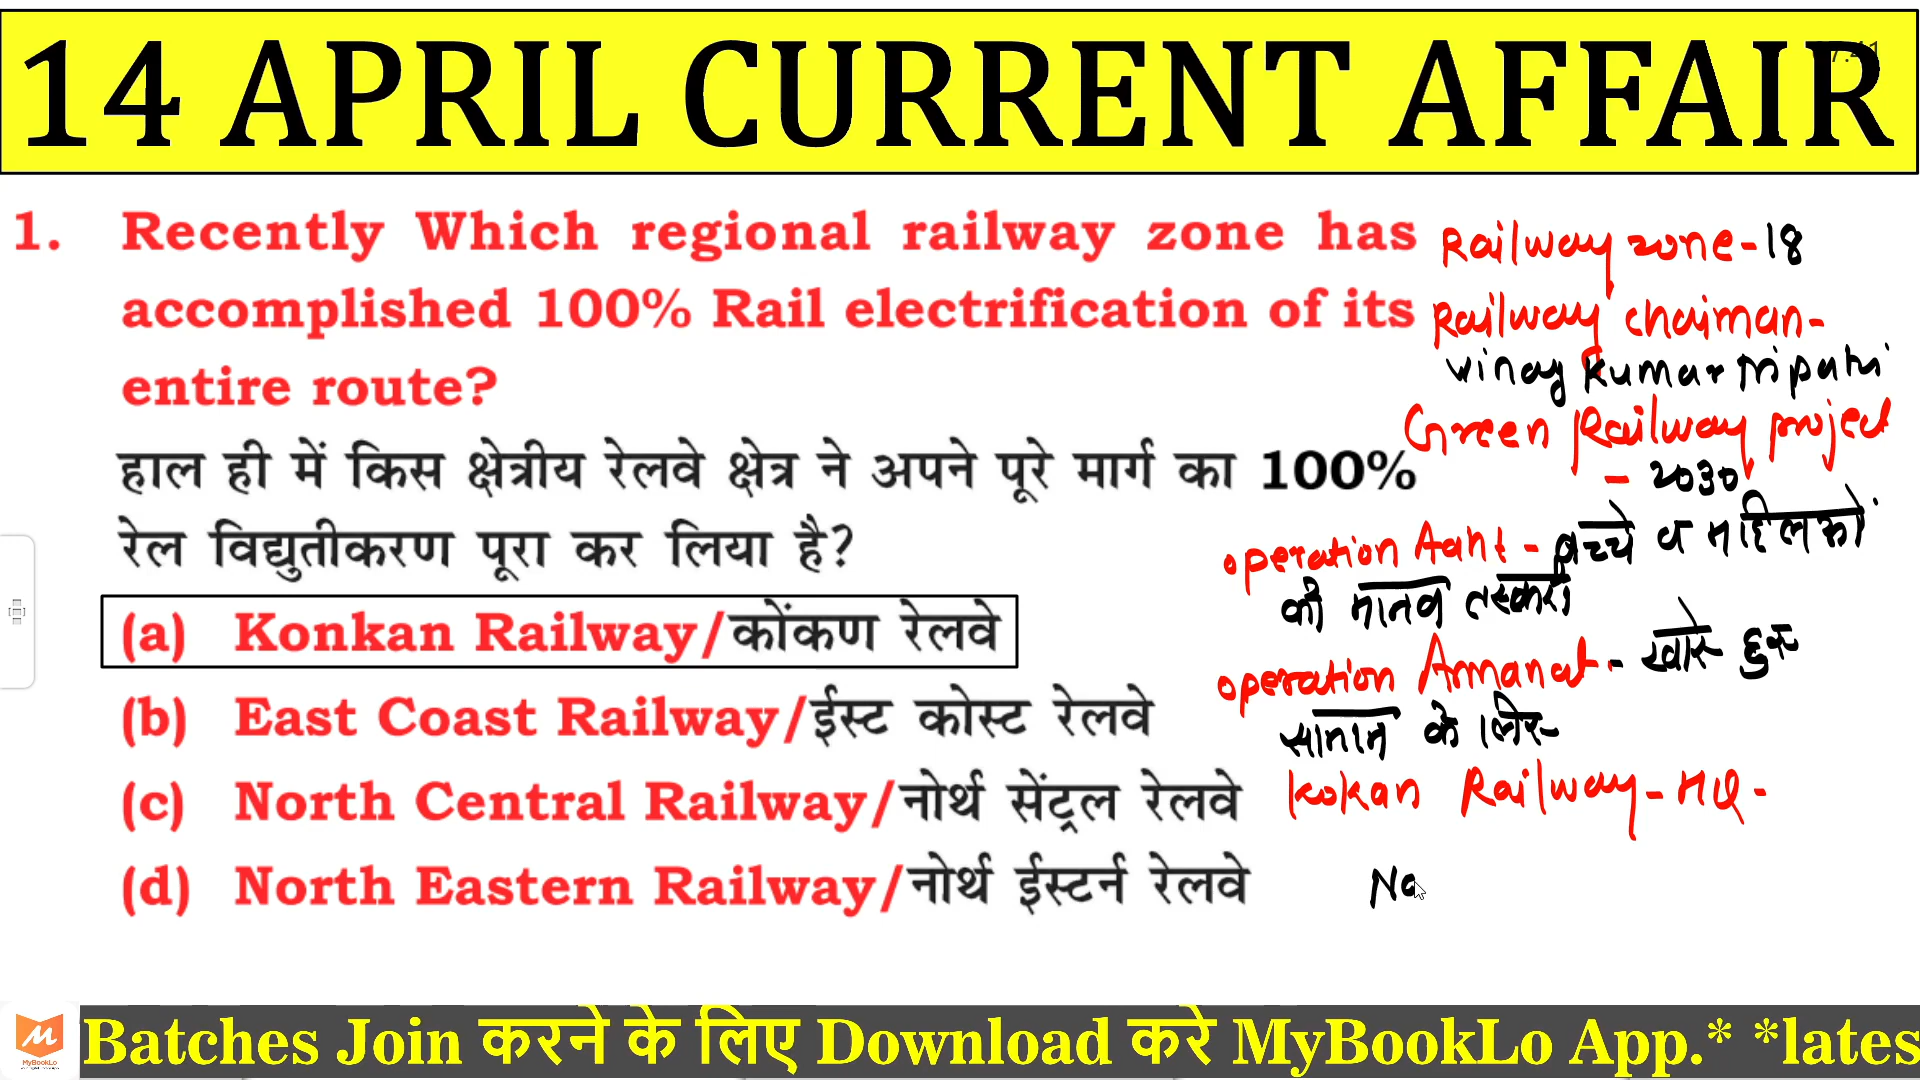 14 APRIL CURRENT AFFAIR
1. Recently Which regional railway zone has
accomplished 100% Rail electrification of its
entire route?
हाल ही में किस क्षेत्रीय रेलवे क्षेत्र ने अपने पूरे मार्ग का 100%
रेल विद्युतीकरण पूरा कर लिया है?
(a) Konkan Railway/कोंकण रेलवे
(b) East Coast Railway/ईस्ट कोस्ट रेलवे
(c) North Central Railway/नोर्थ सेंट्रल रेलवे
(d) North Eastern Railway/नोर्थ ईस्टर्न रेलवे
Railway zone - 18
Railway chaiman -
Vinay Kumar Tripathi
Green Railway project
- 2030
operation Aaht - बच्चे व महिलाओं
की मानव तस्करी
operation Amanat - खोए हुए
सामान के लिए
Kokan Railway - HQ -
Na
MyBookLo
Batches Join करने के लिए Download करे MyBookLo App.* *lates